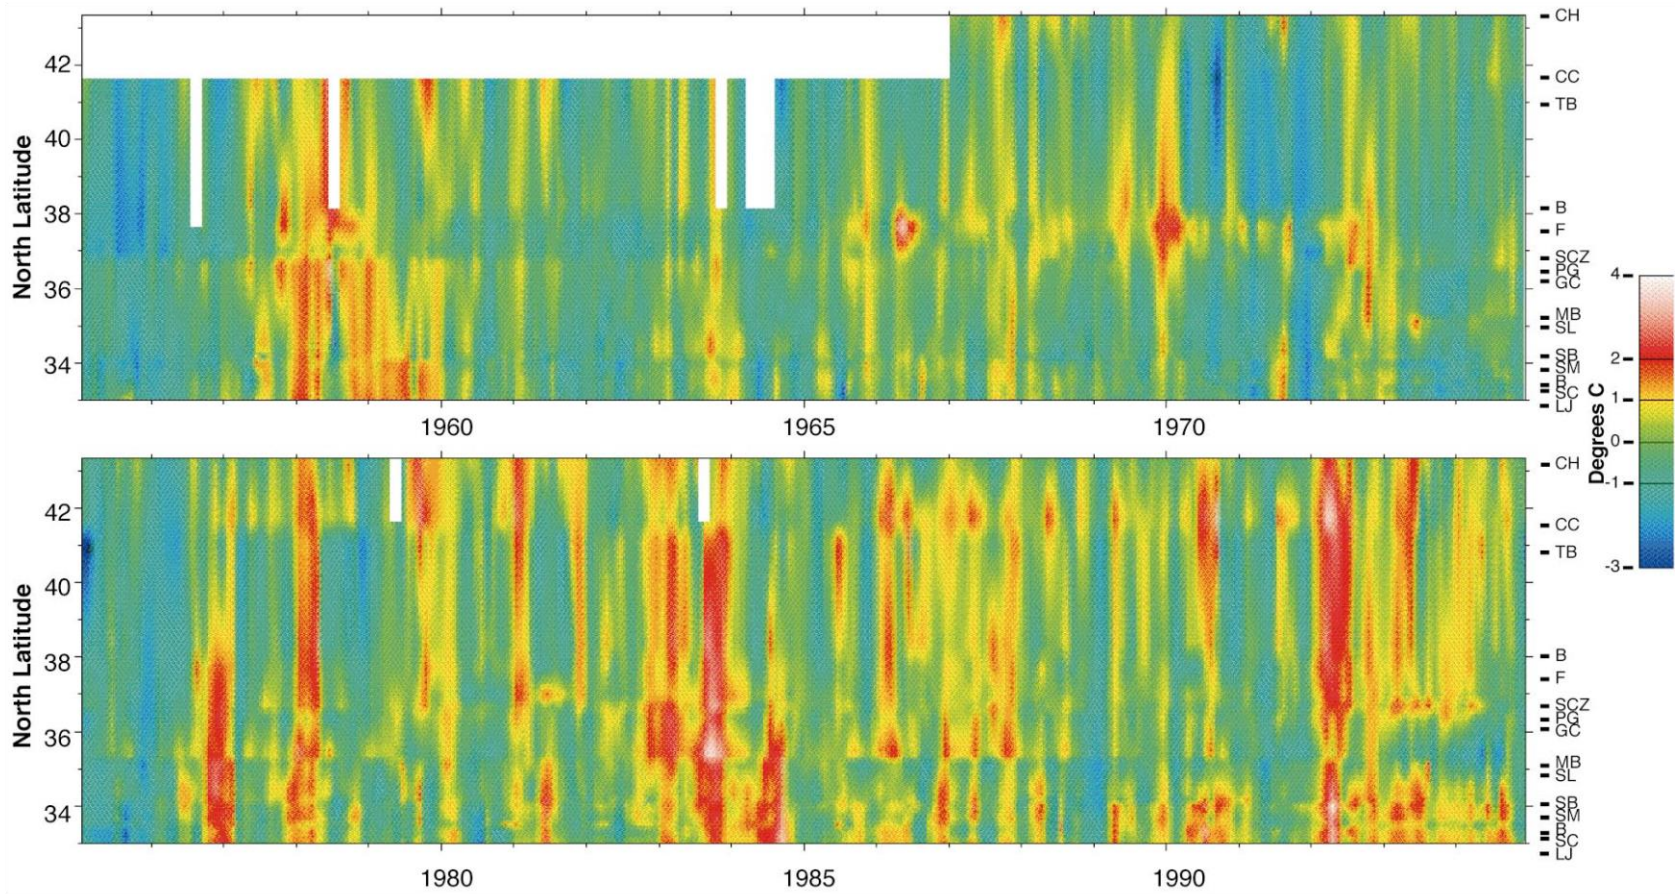 CH
42
CC
TB
40
North Latitude
38
B
F
SCZ
PG
GC
36
MB
SL
34
SB
SM
B
SC
LJ
1960
1965
1970
4
2
1
0
-1
-3
Degrees C
CH
42
CC
TB
40
North Latitude
38
B
F
SCZ
PG
GC
36
MB
SL
34
SB
SM
B
SC
LJ
1980
1985
1990